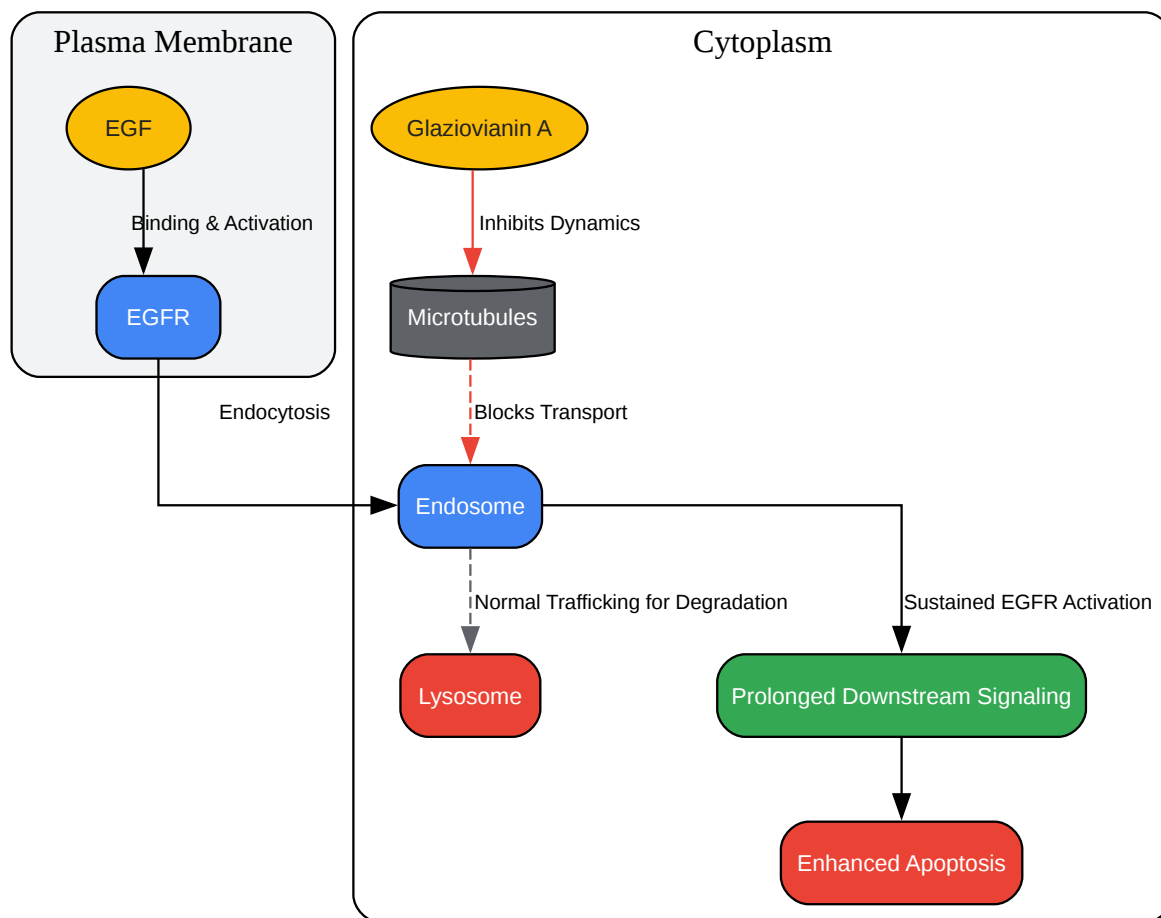 Plasma Membrane
Cytoplasm
EGF
Glaziovianin A
Binding & Activation
Inhibits Dynamics
EGFR
Microtubules
Endocytosis
Blocks Transport
Endosome
Normal Trafficking for Degradation
Sustained EGFR Activation
Lysosome
Prolonged Downstream Signaling
Enhanced Apoptosis